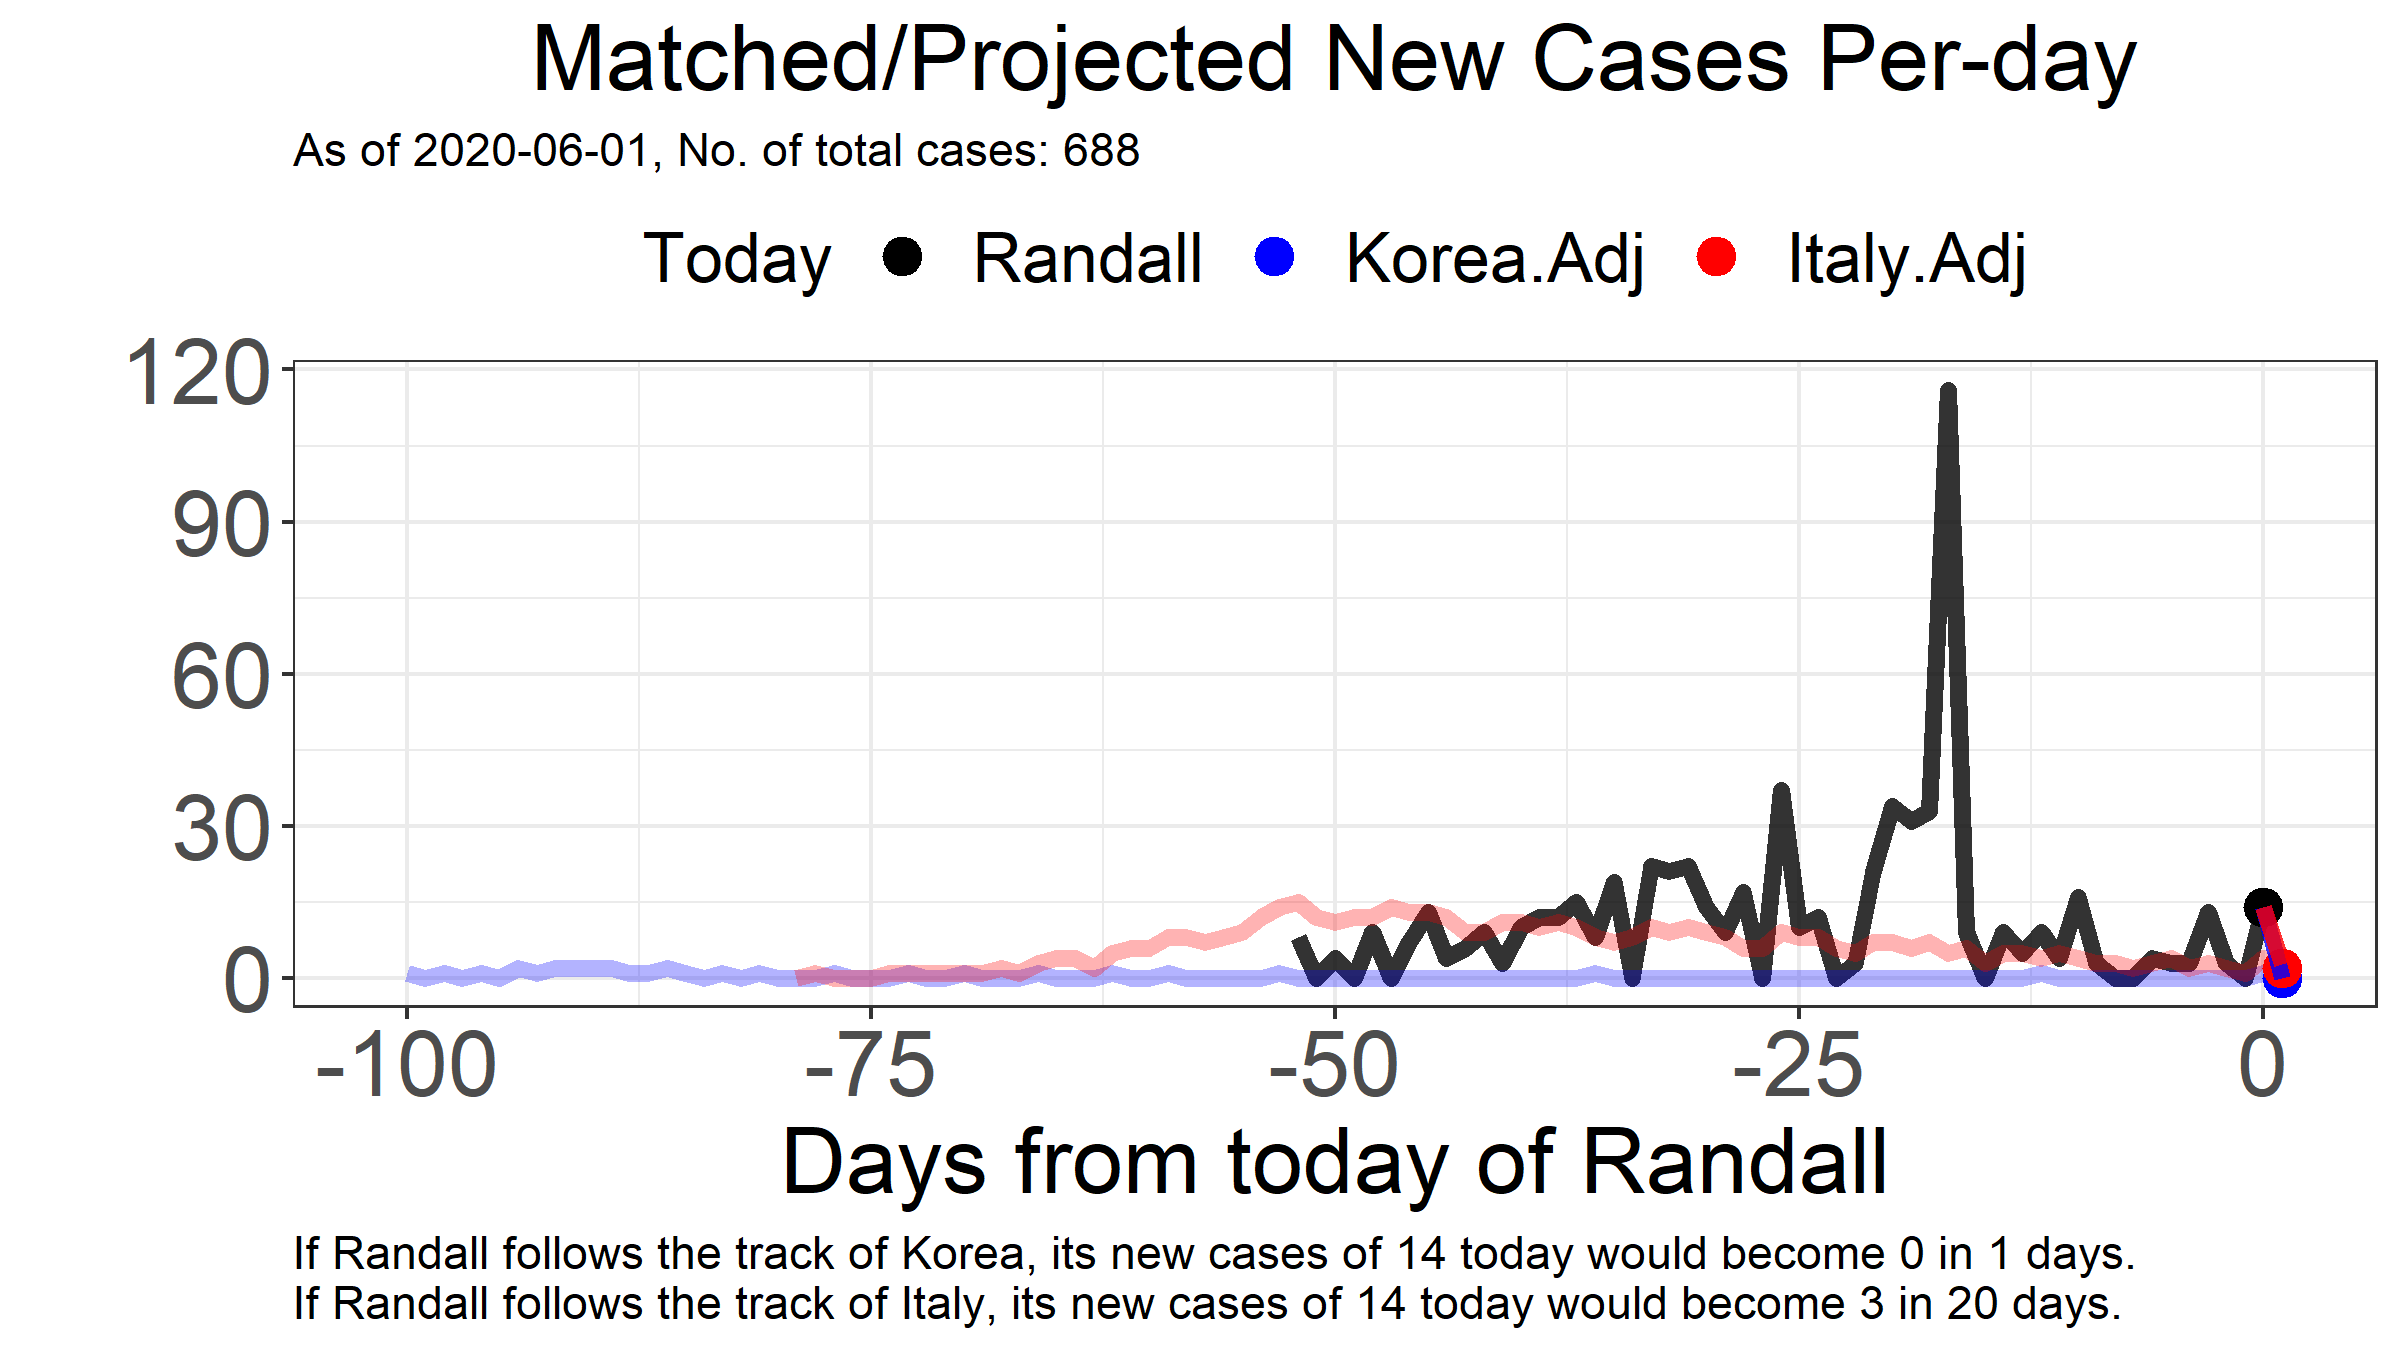 Matched/Projected New Cases Per-day
As of 2020-06-01, No. of total cases: 688
Today Randall Korea.Adj Italy.Adj
120
90
60
30
0
-100 -75 -50 -25 0
Days from today of Randall
If Randall follows the track of Korea, its new cases of 14 today would become 0 in 1 days.
If Randall follows the track of Italy, its new cases of 14 today would become 3 in 20 days.